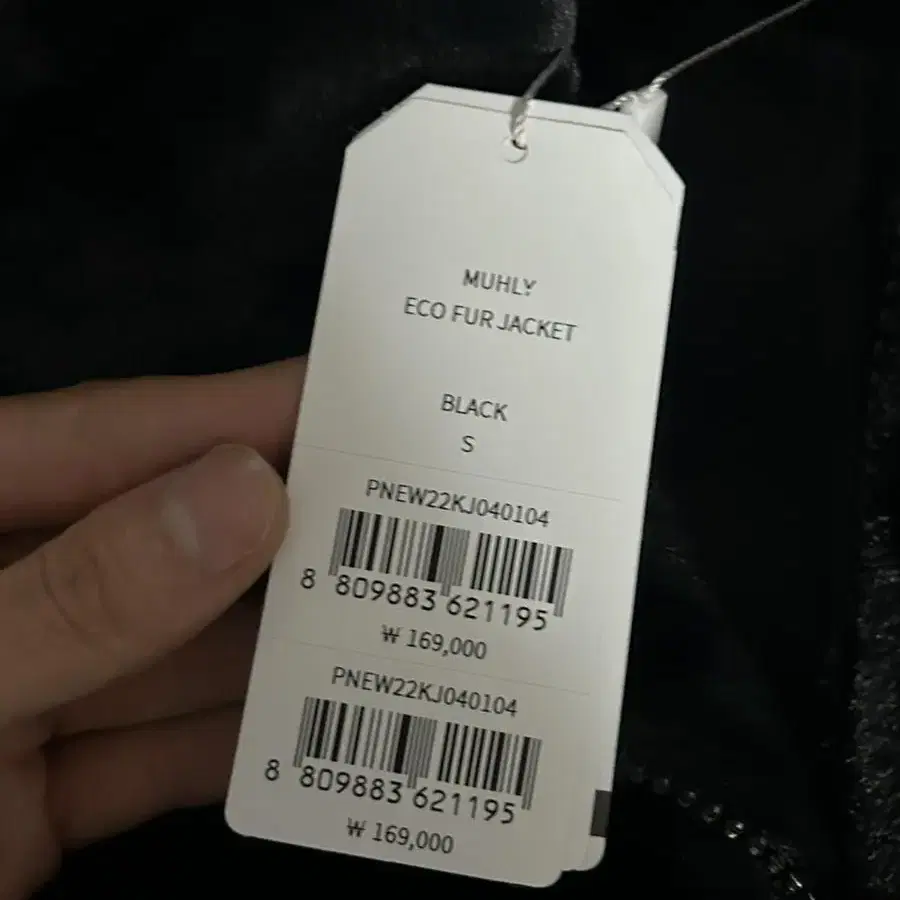 MUHLY
ECO FUR JACKET
BLACK
S
PNEW22KJ040104
8 809883 621195
₩ 169,000
PNEW22KJ040104
8 809883 621195
₩ 169,000